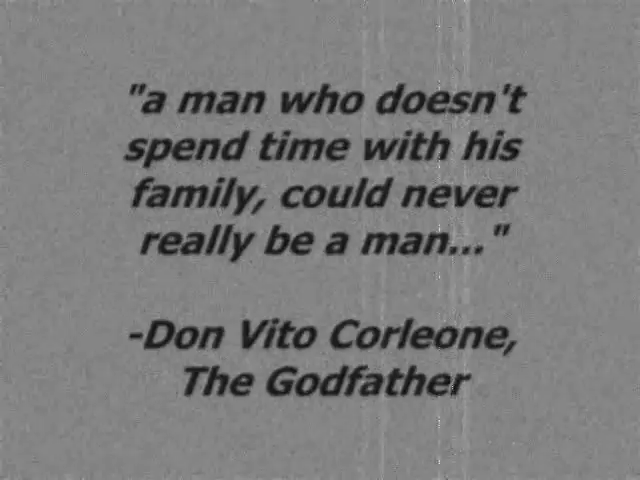 "a man who doesn't
spend time with his
family, could never
really be a man..."
-Don Vito Corleone,
The Godfather